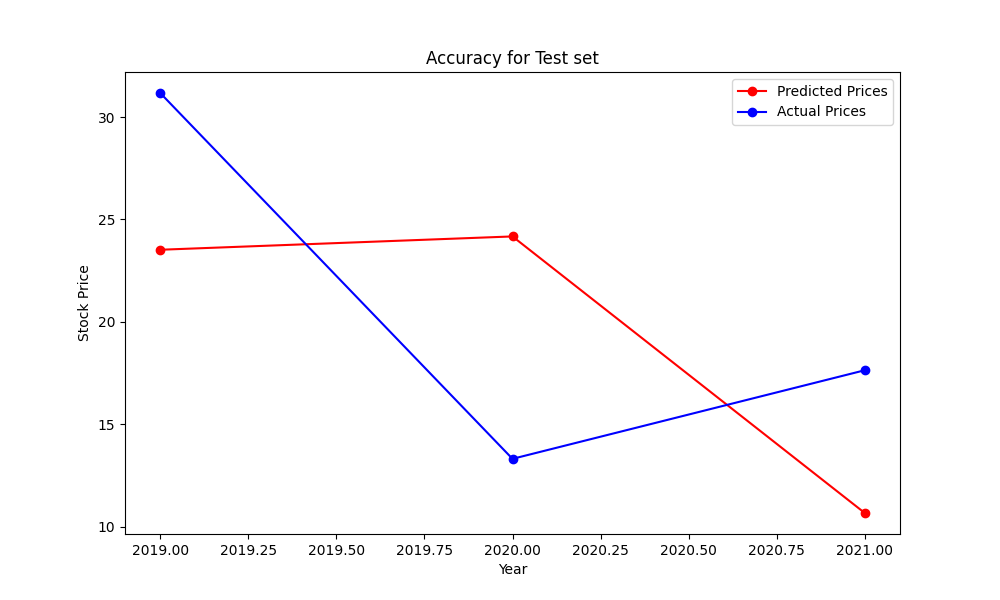 Accuracy for Test set
Predicted Prices
Actual Prices
Stock Price
30
25
20
15
10
2019.00 2019.25 2019.50 2019.75 2020.00 2020.25 2020.50 2020.75 2021.00
Year